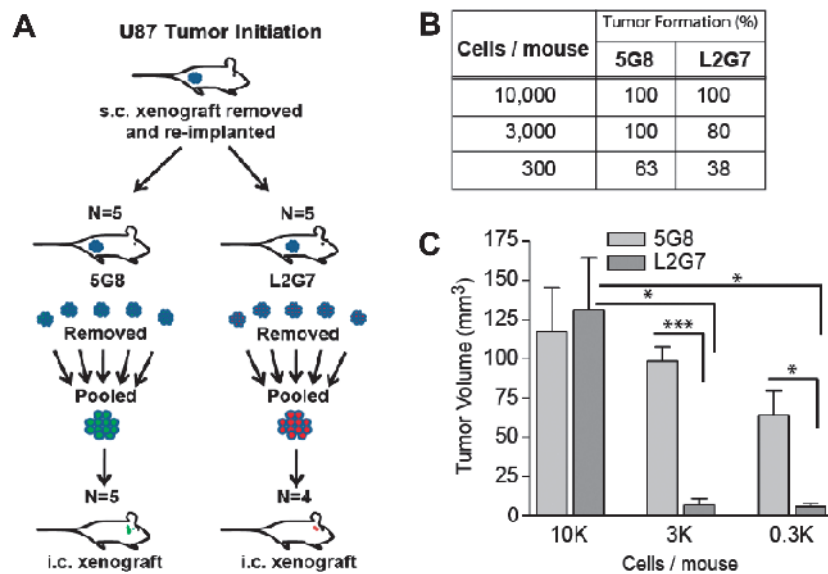 A
U87 Tumor Initiation
s.c. xenograft removed
and re-implanted
N=5 N=5
5G8 L2G7
Removed Removed
Pooled Pooled
N=5 N=4
i.c. xenograft i.c. xenograft
B
Cells / mouse Tumor Formation (%)
5G8 L2G7
10,000 100 100
3,000 100 80
300 63 38
C
5G8
L2G7
Tumor Volume (mm³)
175
150
125
100
75
50
25
0
* *
*** *
10K 3K 0.3K
Cells / mouse